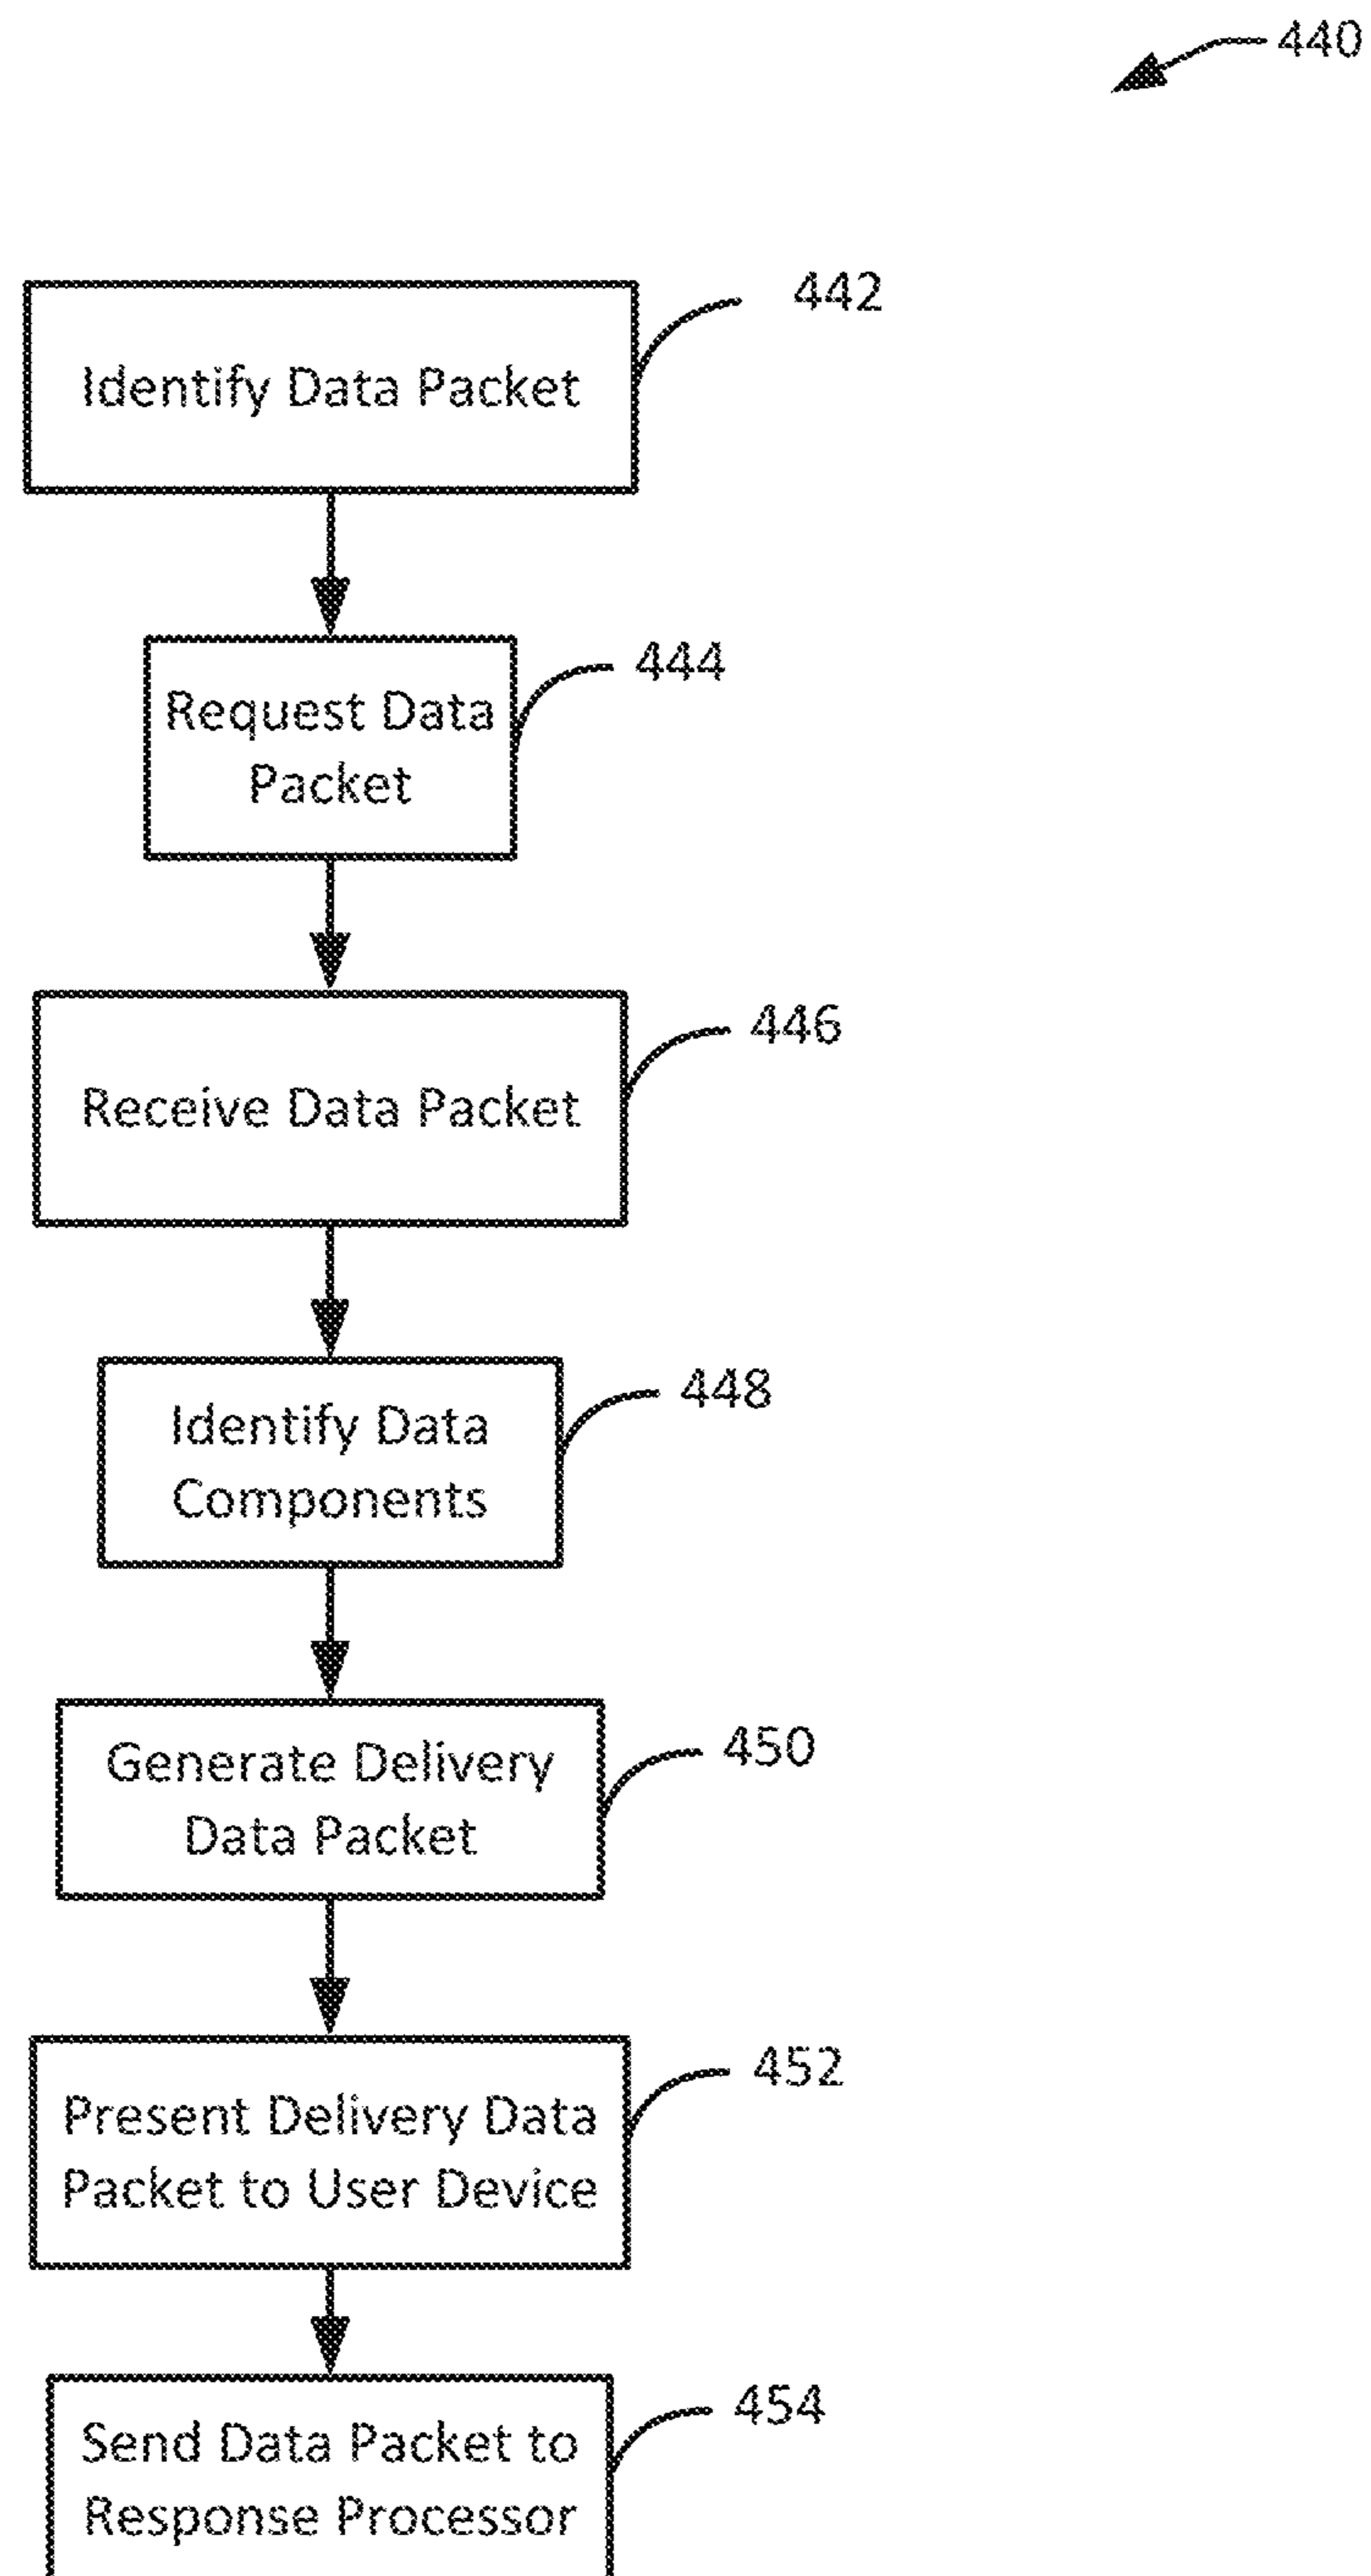 440
442
Identify Data Packet
444
Request Data
Packet
446
Receive Data Packet
448
Identify Data
Components
450
Generate Delivery
Data Packet
452
Present Delivery Data
Packet to User Device
454
Send Data Packet to
Response Processor